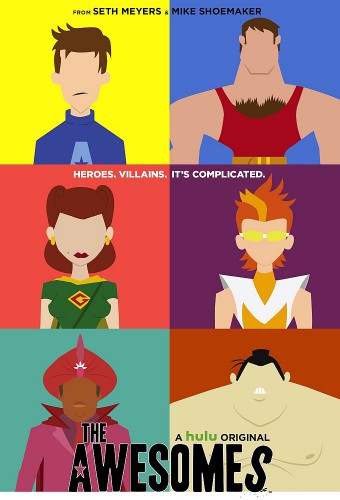 FROM SETH MEYERS & MIKE SHOEMAKER
HEROES. VILLAINS. IT'S COMPLICATED.
A
G
THE
A hulu ORIGINAL
AWESOMES